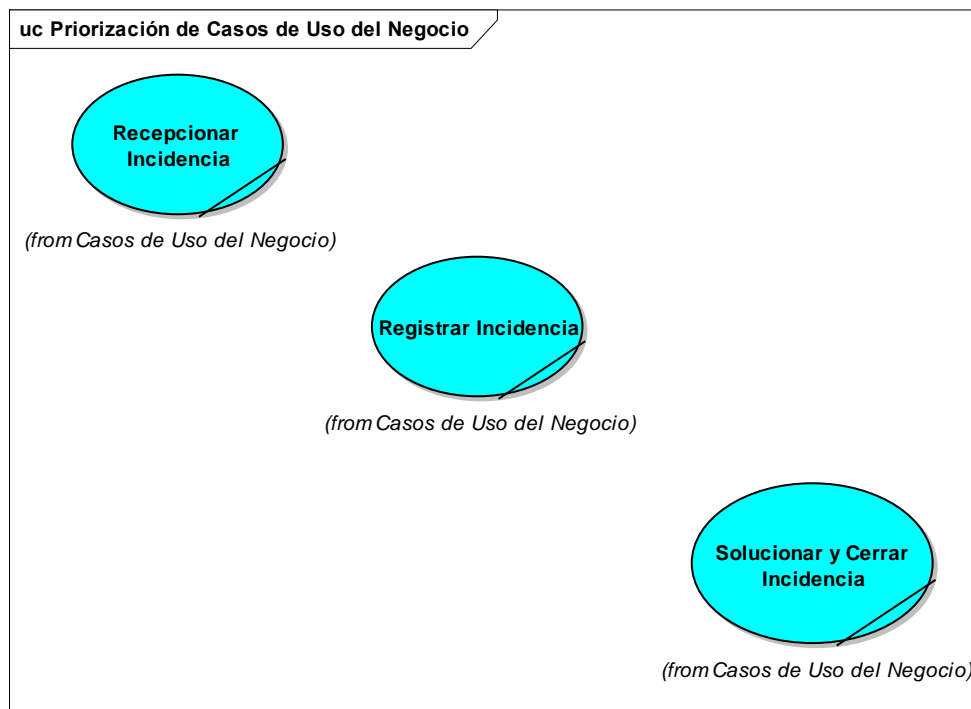 uc Priorización de Casos de Uso del Negocio
Recepcionar
Incidencia
(from Casos de Uso del Negocio)
Registrar Incidencia
(from Casos de Uso del Negocio)
Solucionar y Cerrar
Incidencia
(from Casos de Uso del Negocio)